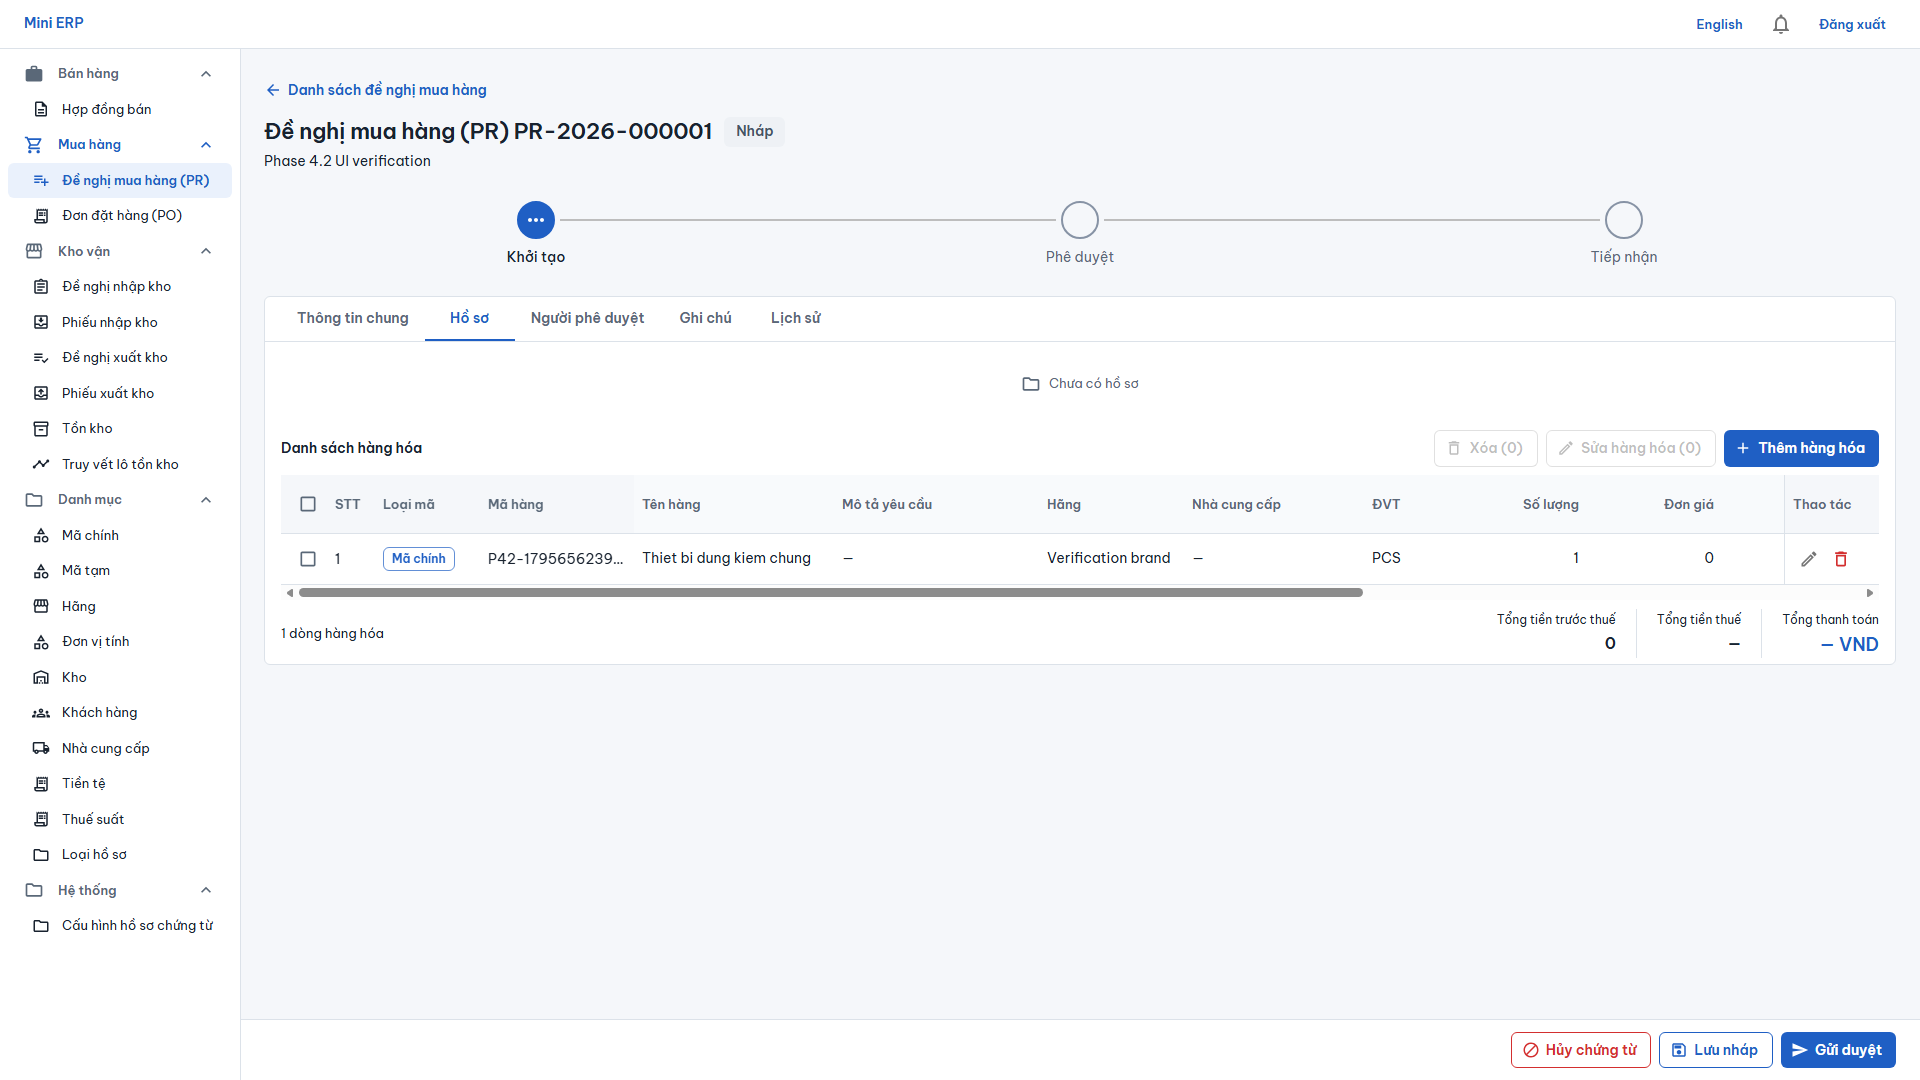 Mini ERP
English
Đăng xuất
Bán hàng
Hợp đồng bán
Mua hàng
Đề nghị mua hàng (PR)
Đơn đặt hàng (PO)
Kho vận
Đề nghị nhập kho
Phiếu nhập kho
Đề nghị xuất kho
Phiếu xuất kho
Tồn kho
Truy vết lô tồn kho
Danh mục
Mã chính
Mã tạm
Hãng
Đơn vị tính
Kho
Khách hàng
Nhà cung cấp
Tiền tệ
Thuế suất
Loại hồ sơ
Hệ thống
Cấu hình hồ sơ chứng từ
Danh sách đề nghị mua hàng
Đề nghị mua hàng (PR) PR-2026-000001 Nháp
Phase 4.2 UI verification
Khởi tạo Phê duyệt Tiếp nhận
Thông tin chung Hồ sơ Người phê duyệt Ghi chú Lịch sử
Chưa có hồ sơ
Danh sách hàng hóa Xóa (0) Sửa hàng hóa (0) Thêm hàng hóa
STT Loại mã Mã hàng Tên hàng Mô tả yêu cầu Hãng Nhà cung cấp ĐVT Số lượng Đơn giá Thao tác
1 Mã chính P42-1795656239... Thiet bi dung kiem chung — Verification brand — PCS 1 0
1 dòng hàng hóa
Tổng tiền trước thuế Tổng tiền thuế Tổng thanh toán
0 — — VND
Hủy chứng từ Lưu nháp Gửi duyệt